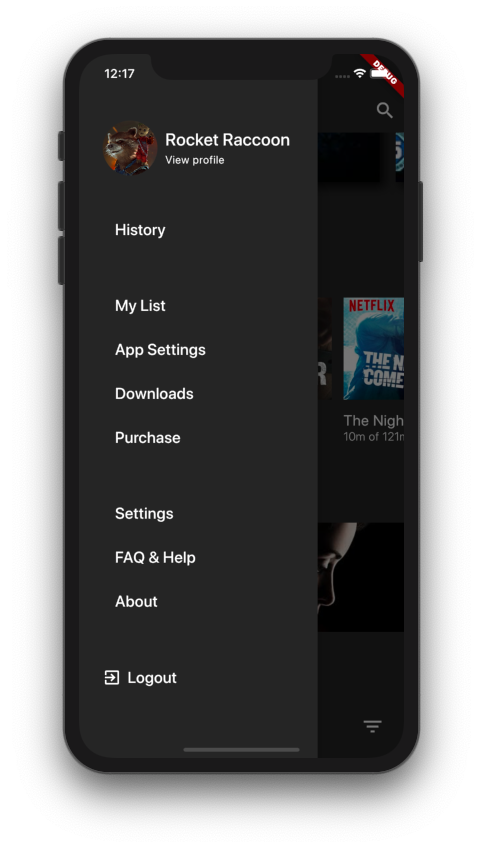 12:17
DEBUG
Rocket Raccoon
View profile
History
My List
App Settings
Downloads
Purchase
NETFLIX
THE N
COME
The Nigh
10m of 121m
Settings
FAQ & Help
About
Logout